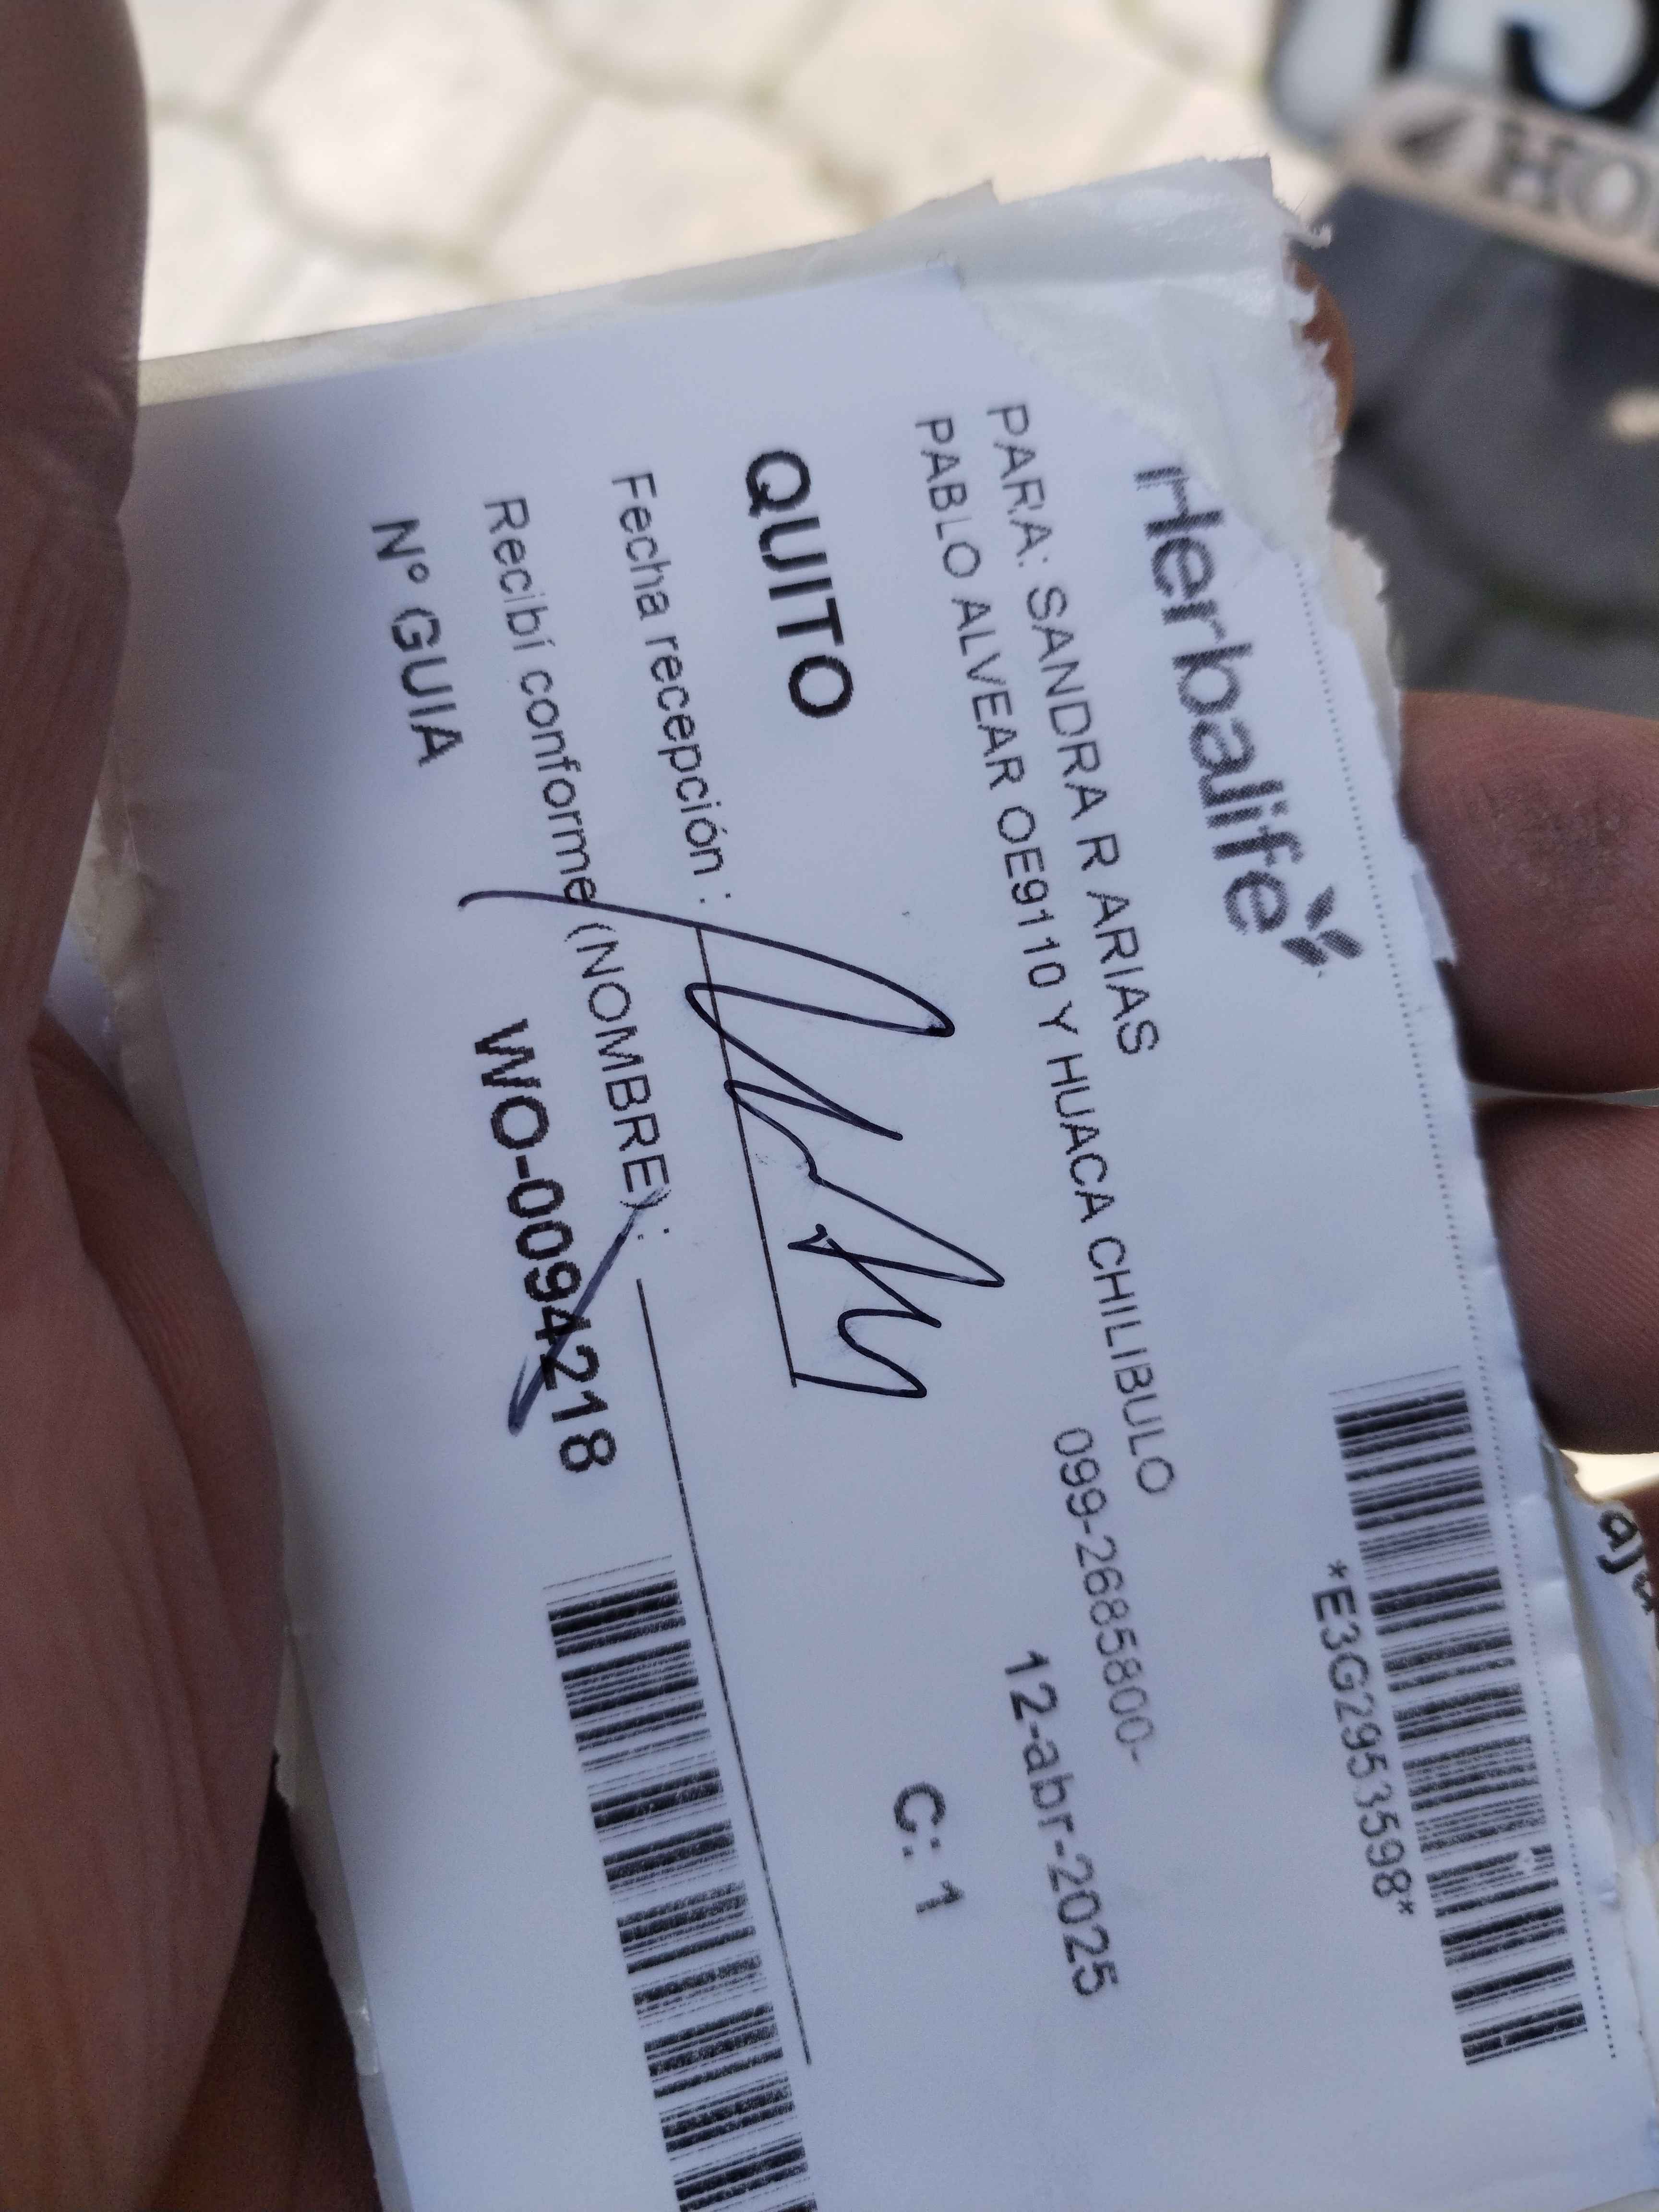 Herbalife
*E3G2953598*
PARA: SANDRA R ARIAS
PABLO ALVEAR OE9110 Y HUACA CHILIBULO
099-2685800-
12-abr-2025
QUITO
C: 1
Fecha recepción :
Recibí conforme (NOMBRE) :
Nº GUIA
WO-0094218